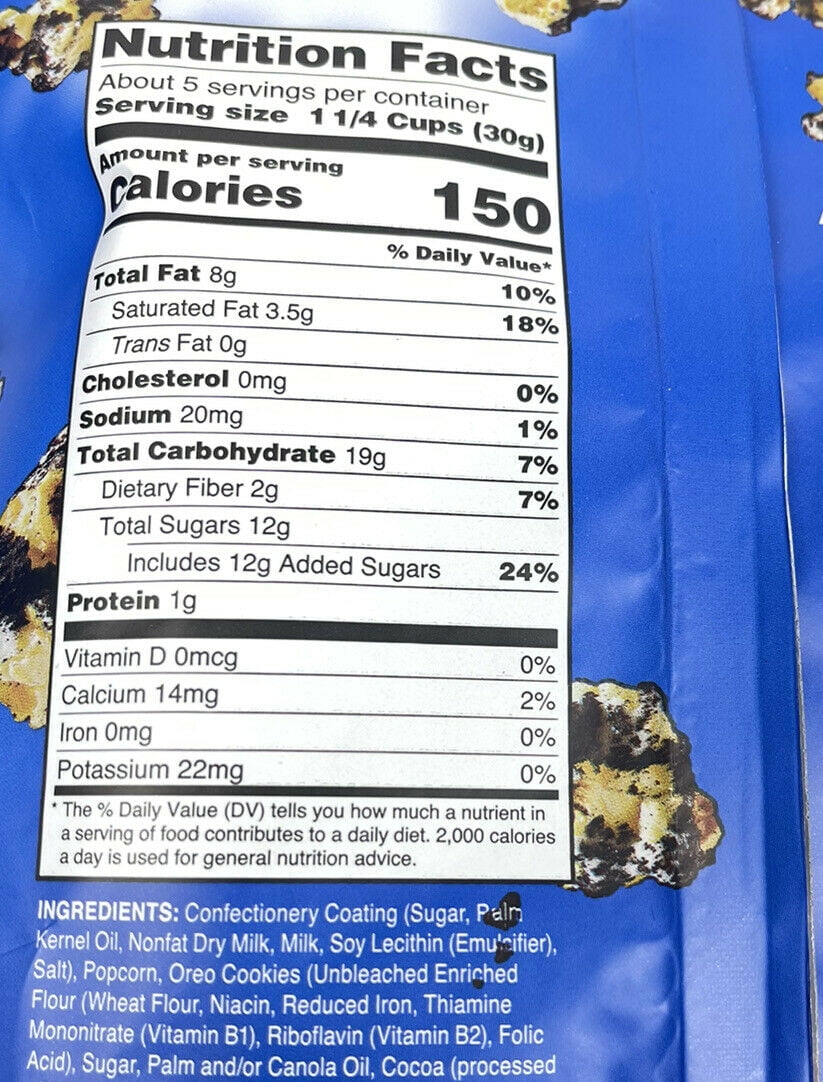 Nutrition Facts
About 5 servings per container
Serving size 1 1/4 Cups (30g)
Amount per serving
Calories 150
% Daily Value*
Total Fat 8g 10%
Saturated Fat 3.5g 18%
Trans Fat 0g
Cholesterol 0mg 0%
Sodium 20mg 1%
Total Carbohydrate 19g 7%
Dietary Fiber 2g 7%
Total Sugars 12g
Includes 12g Added Sugars 24%
Protein 1g
Vitamin D 0mcg 0%
Calcium 14mg 2%
Iron 0mg 0%
Potassium 22mg 0%
* The % Daily Value (DV) tells you how much a nutrient in
a serving of food contributes to a daily diet. 2,000 calories
a day is used for general nutrition advice.
INGREDIENTS: Confectionery Coating (Sugar, Palm
Kernel Oil, Nonfat Dry Milk, Milk, Soy Lecithin (Emulsifier),
Salt), Popcorn, Oreo Cookies (Unbleached Enriched
Flour (Wheat Flour, Niacin, Reduced Iron, Thiamine
Mononitrate (Vitamin B1), Riboflavin (Vitamin B2), Folic
Acid), Sugar, Palm and/or Canola Oil, Cocoa (processed